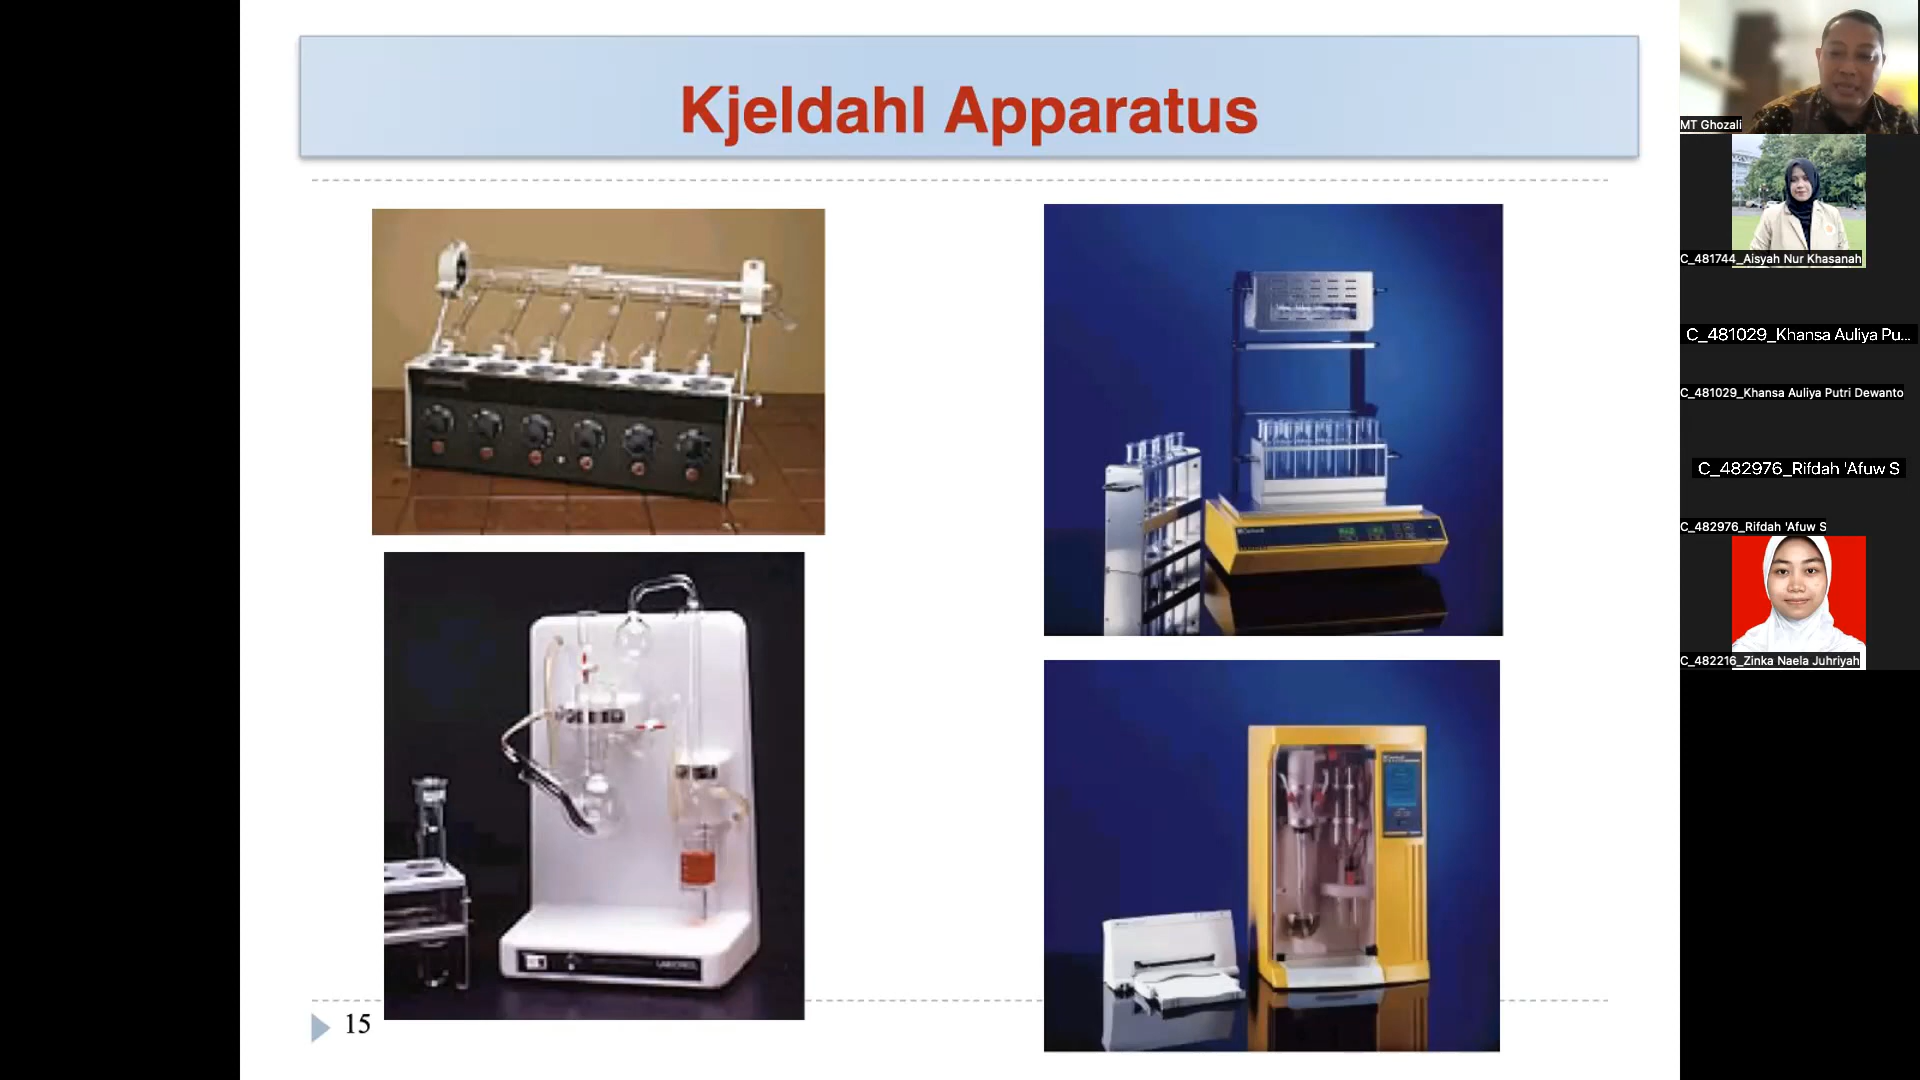 Kjeldahl Apparatus
15
MT Ghozali
C_481744_Aisyah Nur Khasanah
C_481029_Khansa Auliya Pu...
C_481029_Khansa Auliya Putri Dewanto
C_482976_Rifdah 'Afuw S
C_482976_Rifdah 'Afuw S
C_482216_Zinka Naela Juhriyah